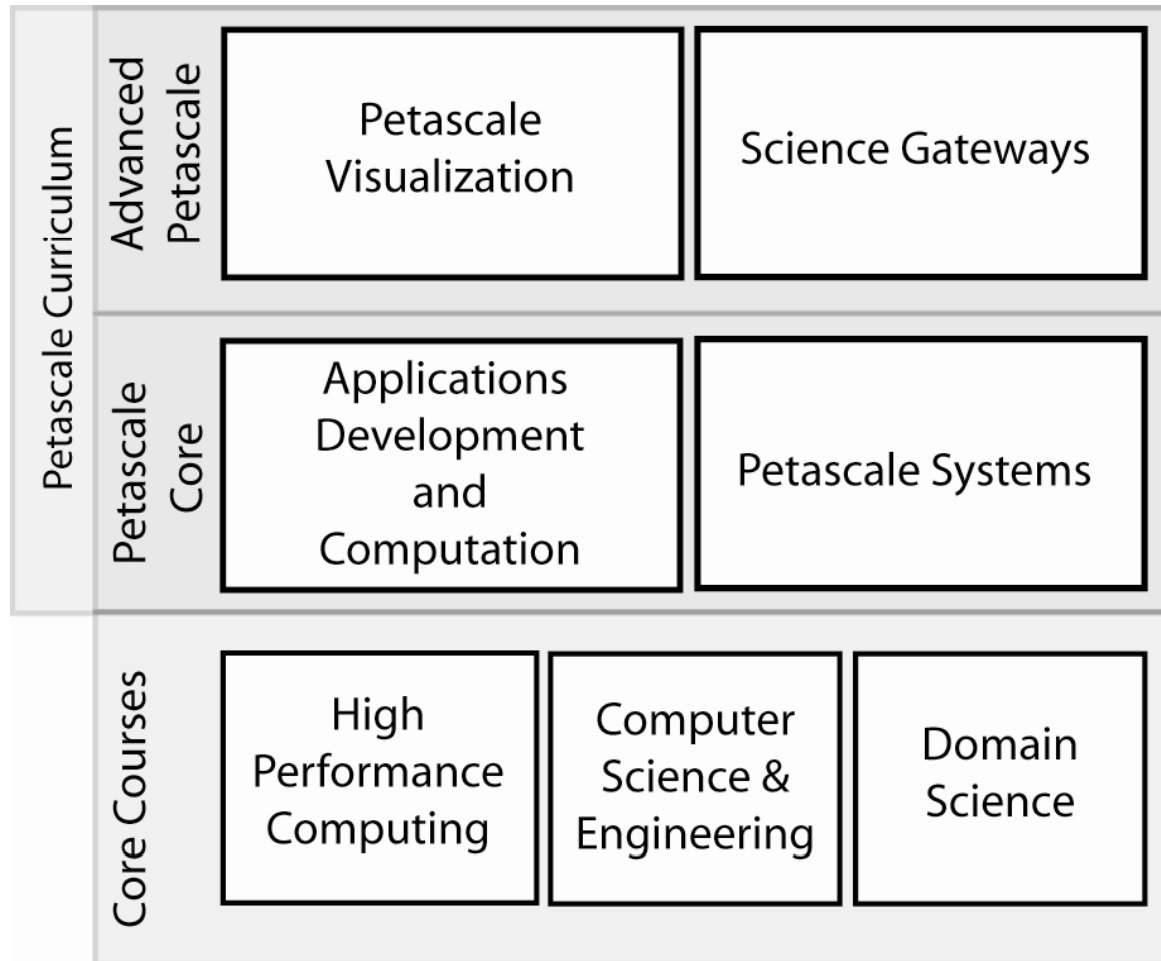 Petascale Curriculum
Advanced
Petascale
Petascale
Visualization
Science Gateways
Petascale
Core
Applications
Development
and
Computation
Petascale Systems
Core Courses
High
Performance
Computing
Computer
Science &
Engineering
Domain
Science